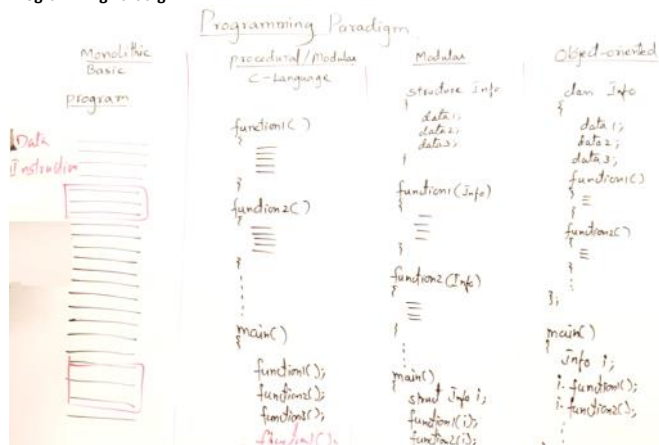 Programming Paradigm
Monolithic
Basic
Program
Data
Instruction
procedural/Modular
C-Language
function1( )
{
}
function2( )
{
}
main()
{
function1();
function2();
function3();
function1();
Modular
structure Info
{
data1;
data2;
data3;
}
function1(Info)
{
}
function2(Info)
{
}
main()
{
struct Info i;
function1(i);
function2(i);
Object-oriented
class Info
{
data1;
data2;
data3;
function1()
{
}
function2()
{
}
};
main()
{
Info i;
i.function1();
i.function2();